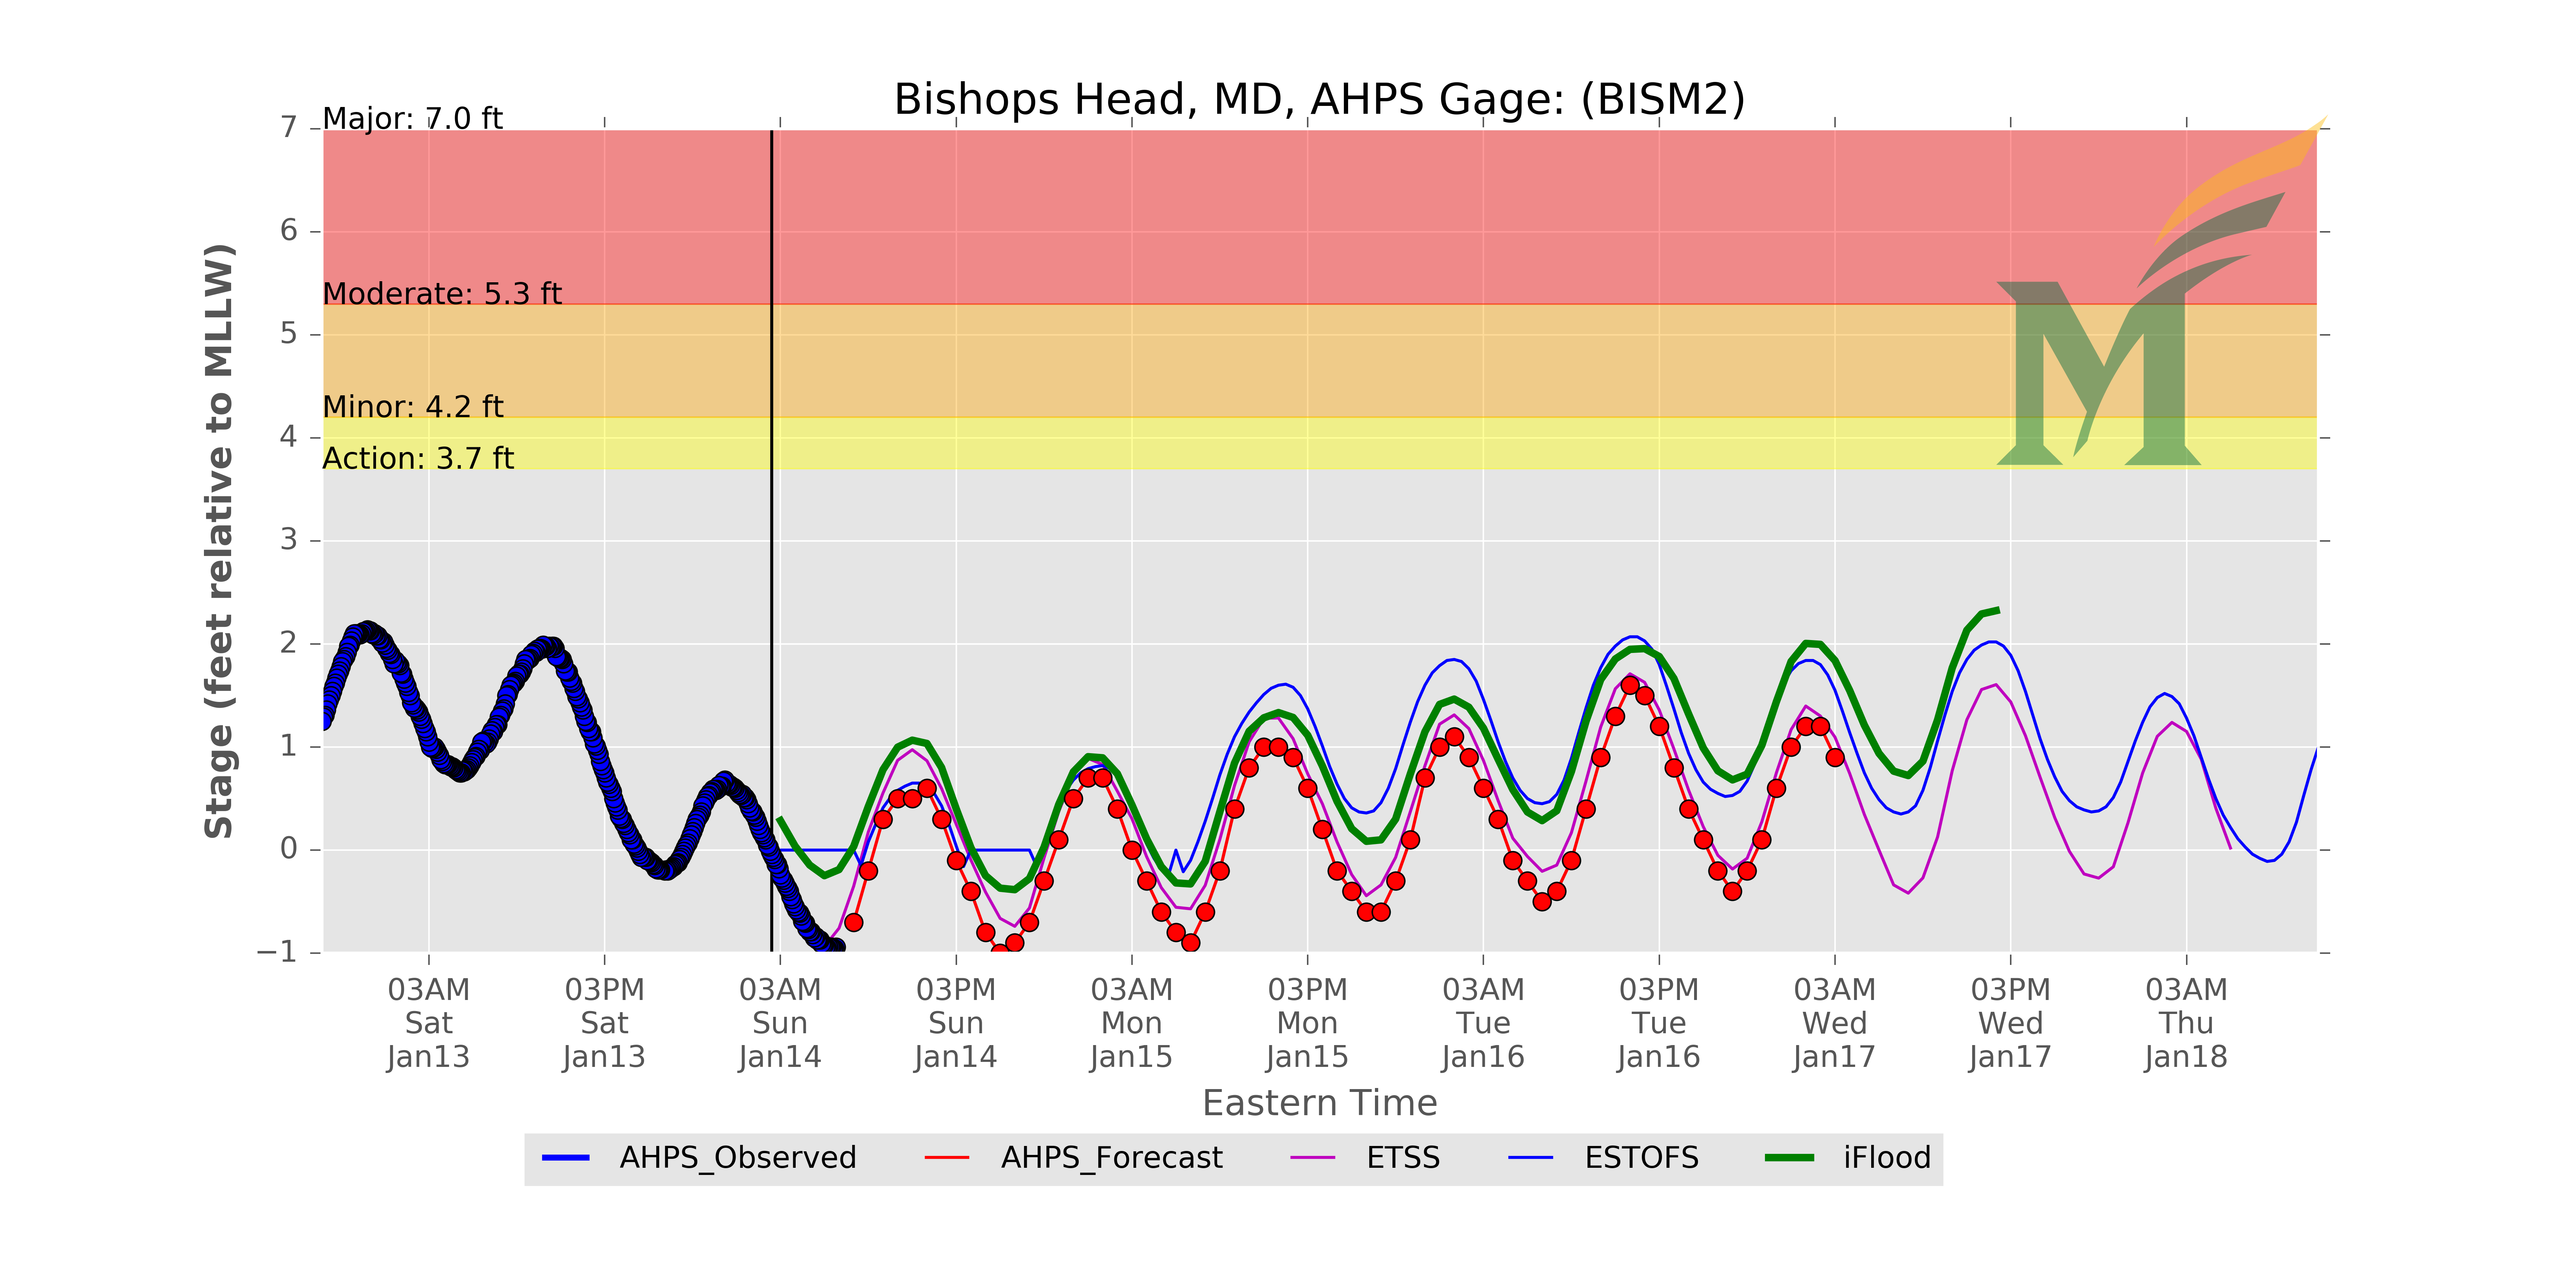 Bishops Head, MD, AHPS Gage: (BISM2)
Stage (feet relative to MLLW)
7
6
5
4
3
2
1
0
−1
Major: 7.0 ft
Moderate: 5.3 ft
Minor: 4.2 ft
Action: 3.7 ft
03AM Sat Jan13
03PM Sat Jan13
03AM Sun Jan14
03PM Sun Jan14
03AM Mon Jan15
03PM Mon Jan15
03AM Tue Jan16
03PM Tue Jan16
03AM Wed Jan17
03PM Wed Jan17
03AM Thu Jan18
Eastern Time
AHPS_Observed AHPS_Forecast ETSS ESTOFS iFlood
M